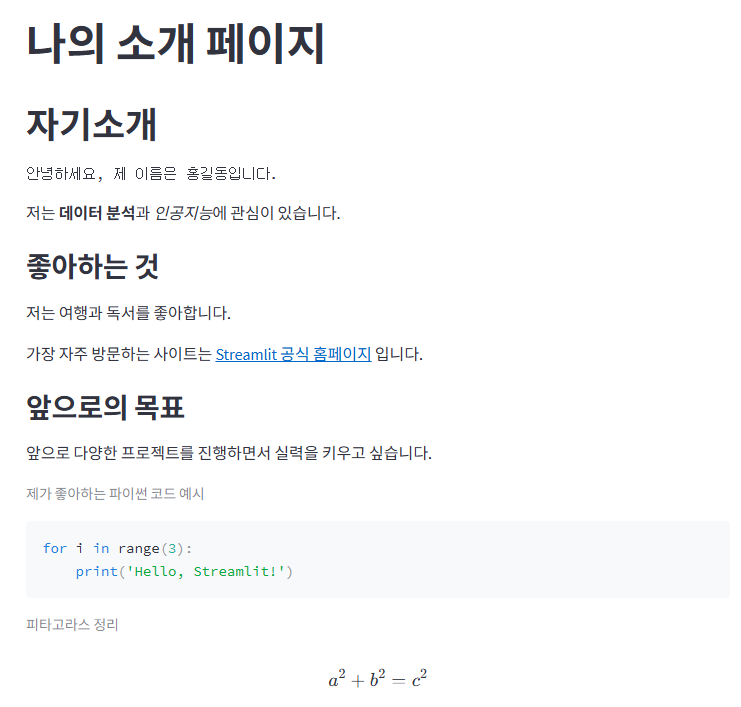 나의 소개 페이지
자기소개
안녕하세요, 제 이름은 홍길동입니다.
저는 데이터 분석과 인공지능에 관심이 있습니다.
좋아하는 것
저는 여행과 독서를 좋아합니다.
가장 자주 방문하는 사이트는 Streamlit 공식 홈페이지 입니다.
앞으로의 목표
앞으로 다양한 프로젝트를 진행하면서 실력을 키우고 싶습니다.
제가 좋아하는 파이썬 코드 예시
for i in range(3):
    print('Hello, Streamlit!')
피타고라스 정리
a² + b² = c²